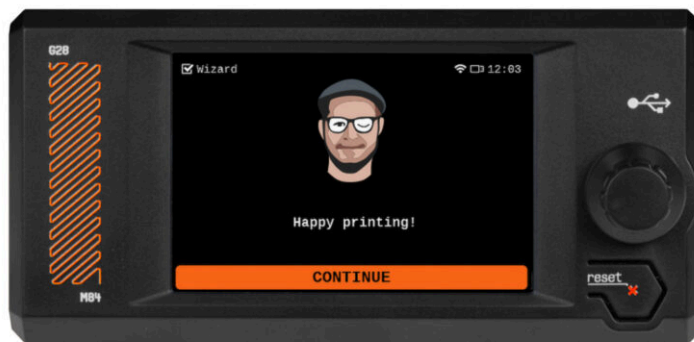 G28
Wizard
12:03
Happy printing!
CONTINUE
reset
M84